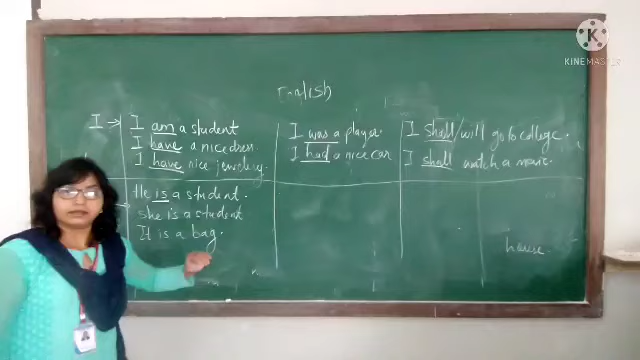 English
I → I am a student
I have a nice dress.
I have nice jewellery.
I was a player.
I had a nice car
I shall/will go to college.
I shall watch a movie.
He is a student.
She is a student
It is a bag.
house.
K
KINEMASTER